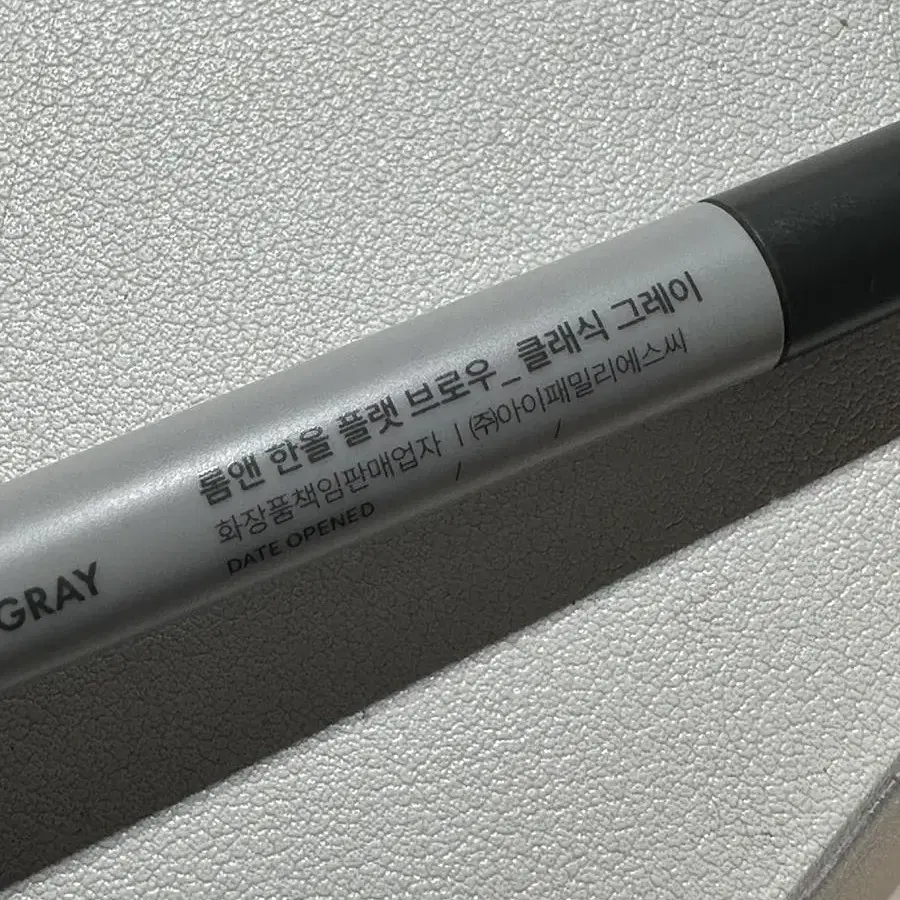 롬앤 한올 플랫 브로우_클래식 그레이
화장품책임판매업자 | (주)아이패밀리에스씨
DATE OPENED / /
GRAY